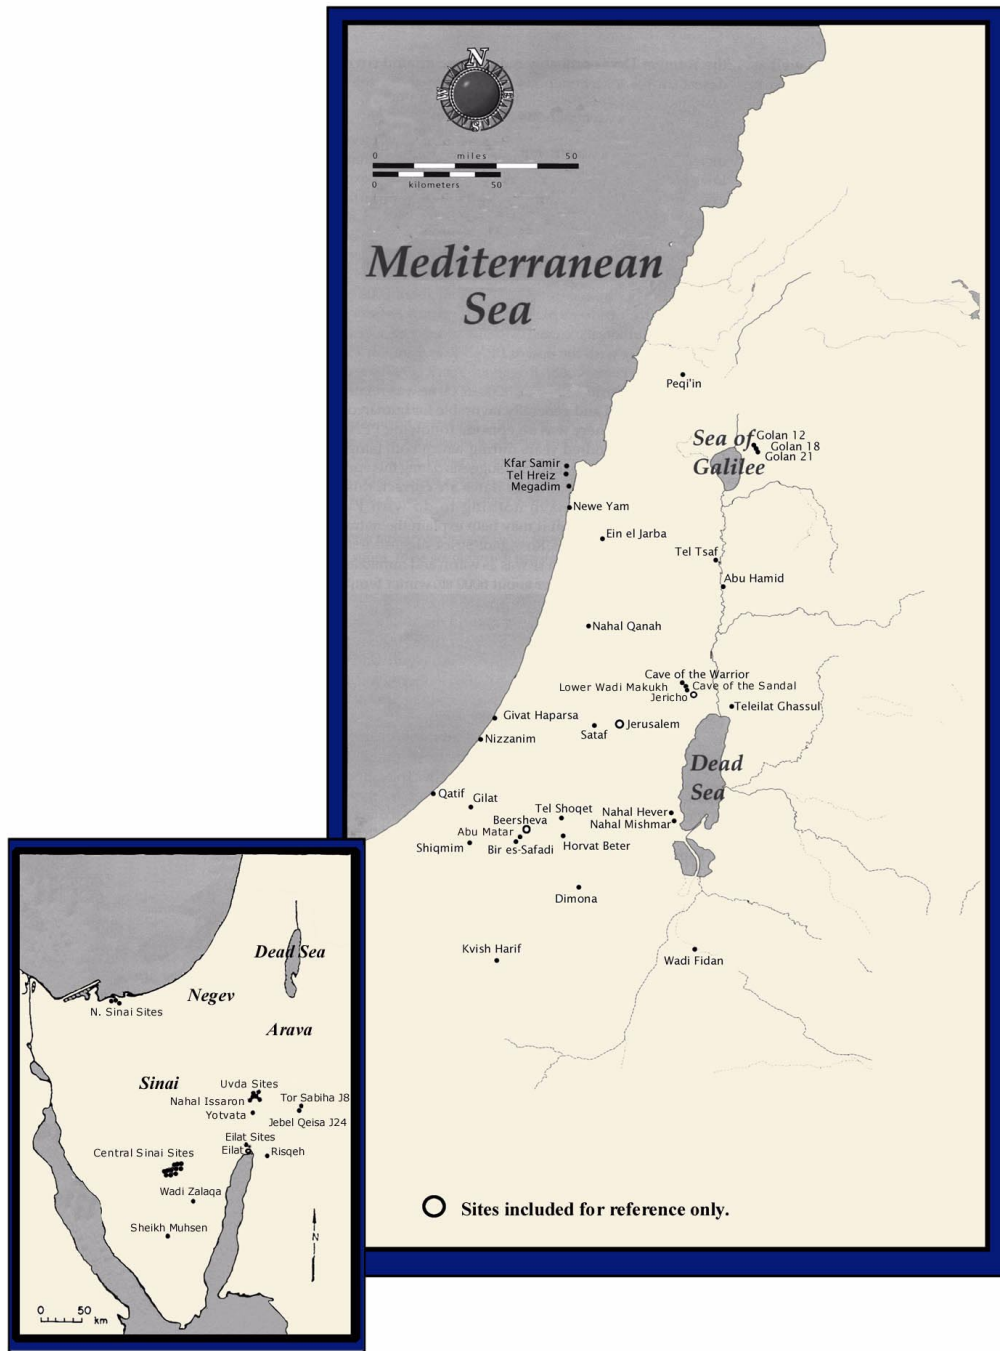 N
W
E
S
0 miles 50
0 kilometers 50
Mediterranean
Sea
Peqi'in
Sea of
Galilee
Golan 12
Golan 18
Golan 21
Kfar Samir
Tel Hreiz
Megadim
Newe Yam
Ein el Jarba
Tel Tsaf
Abu Hamid
Nahal Qanah
Cave of the Warrior
Lower Wadi Makukh
Cave of the Sandal
Jericho
Teleilat Ghassul
Givat Haparsa
Jerusalem
Sataf
Nizzanim
Dead
Sea
Qatif
Gilat
Tel Shoqet
Nahal Hever
Beersheva
Nahal Mishmar
Abu Matar
Shiqmim
Bir es-Safadi
Horvat Beter
Dimona
Kvish Harif
Wadi Fidan
Sites included for reference only.
Dead Sea
Negev
N. Sinai Sites
Arava
Sinai
Uvda Sites
Nahal Issaron
Tor Sabiha J8
Yotvata
Jebel Qeisa J24
Eilat Sites
Eilat
Risqeh
Central Sinai Sites
Wadi Zalaqa
Sheikh Muhsen
N
0 50
km